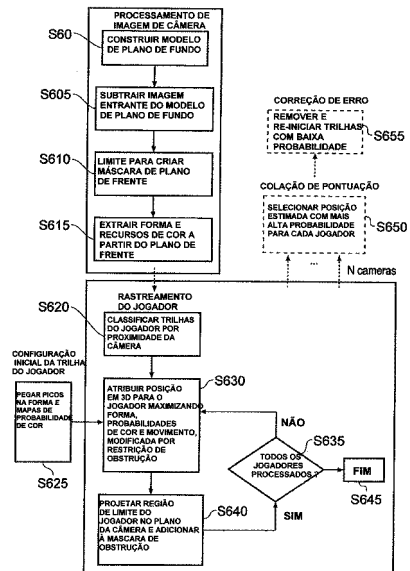 PROCESSAMENTO DE
IMAGEM DE CÂMERA
S60
CONSTRUIR MODELO
DE PLANO DE FUNDO
S605
SUBTRAIR IMAGEM
ENTRANTE DO MODELO
DE PLANO DE FUNDO
S610
LIMITE PARA CRIAR
MÁSCARA DE PLANO
DE FRENTE
S615
EXTRAIR FORMA E
RECURSOS DE COR A
PARTIR DO PLANO DE
FRENTE
CORREÇÃO DE ERRO
REMOVER E
RE-INICIAR TRILHAS
COM BAIXA
PROBABILIDADE
S655
COLAÇÃO DE PONTUAÇÃO
SELECIONAR POSIÇÃO
ESTIMADA COM MAIS
ALTA PROBABILIDADE
PARA CADA JOGADOR
S650
...
N cameras
RASTREAMENTO
DO JOGADOR
S620
CLASSIFICAR TRILHAS
DO JOGADOR POR
PROXIMIDADE DA
CÂMERA
CONFIGURAÇÃO
INICIAL DA TRILHA
DO JOGADOR
PEGAR PICOS
NA FORMA E
MAPAS DE
PROBABILIDADE
DE COR
S625
S630
ATRIBUIR POSIÇÃO
EM 3D PARA O
JOGADOR MAXIMIZANDO
FORMA,
PROBABILIDADES
DE COR E MOVIMENTO,
MODIFICADA POR
RESTRIÇÃO DE
OBSTRUÇÃO
NÃO
S635
TODOS OS
JOGADORES
PROCESSADOS ?
FIM
S645
SIM
S640
PROJETAR REGIÃO
DE LIMITE DO
JOGADOR NO PLANO
DA CÂMERA E ADICIONAR
À MASCARA DE
OBSTRUÇÃO